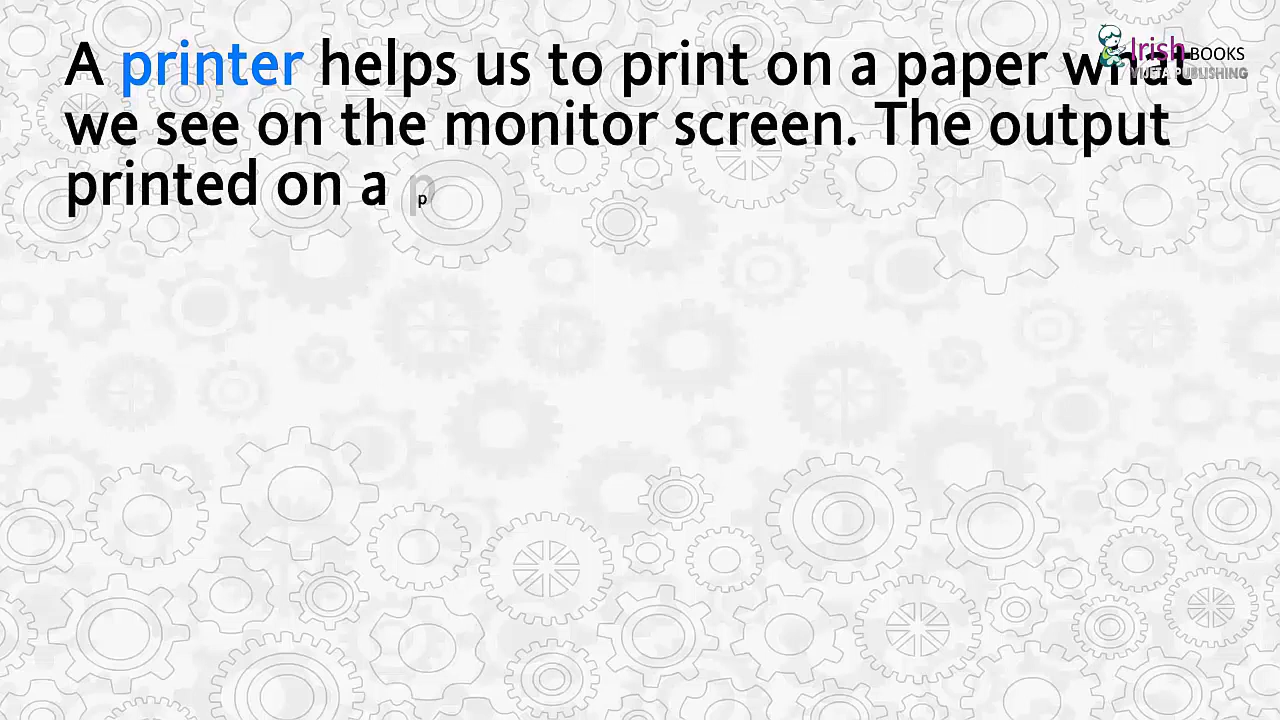 A printer helps us to print on a paper what
we see on the monitor screen. The output
printed on a p
Irish BOOKS